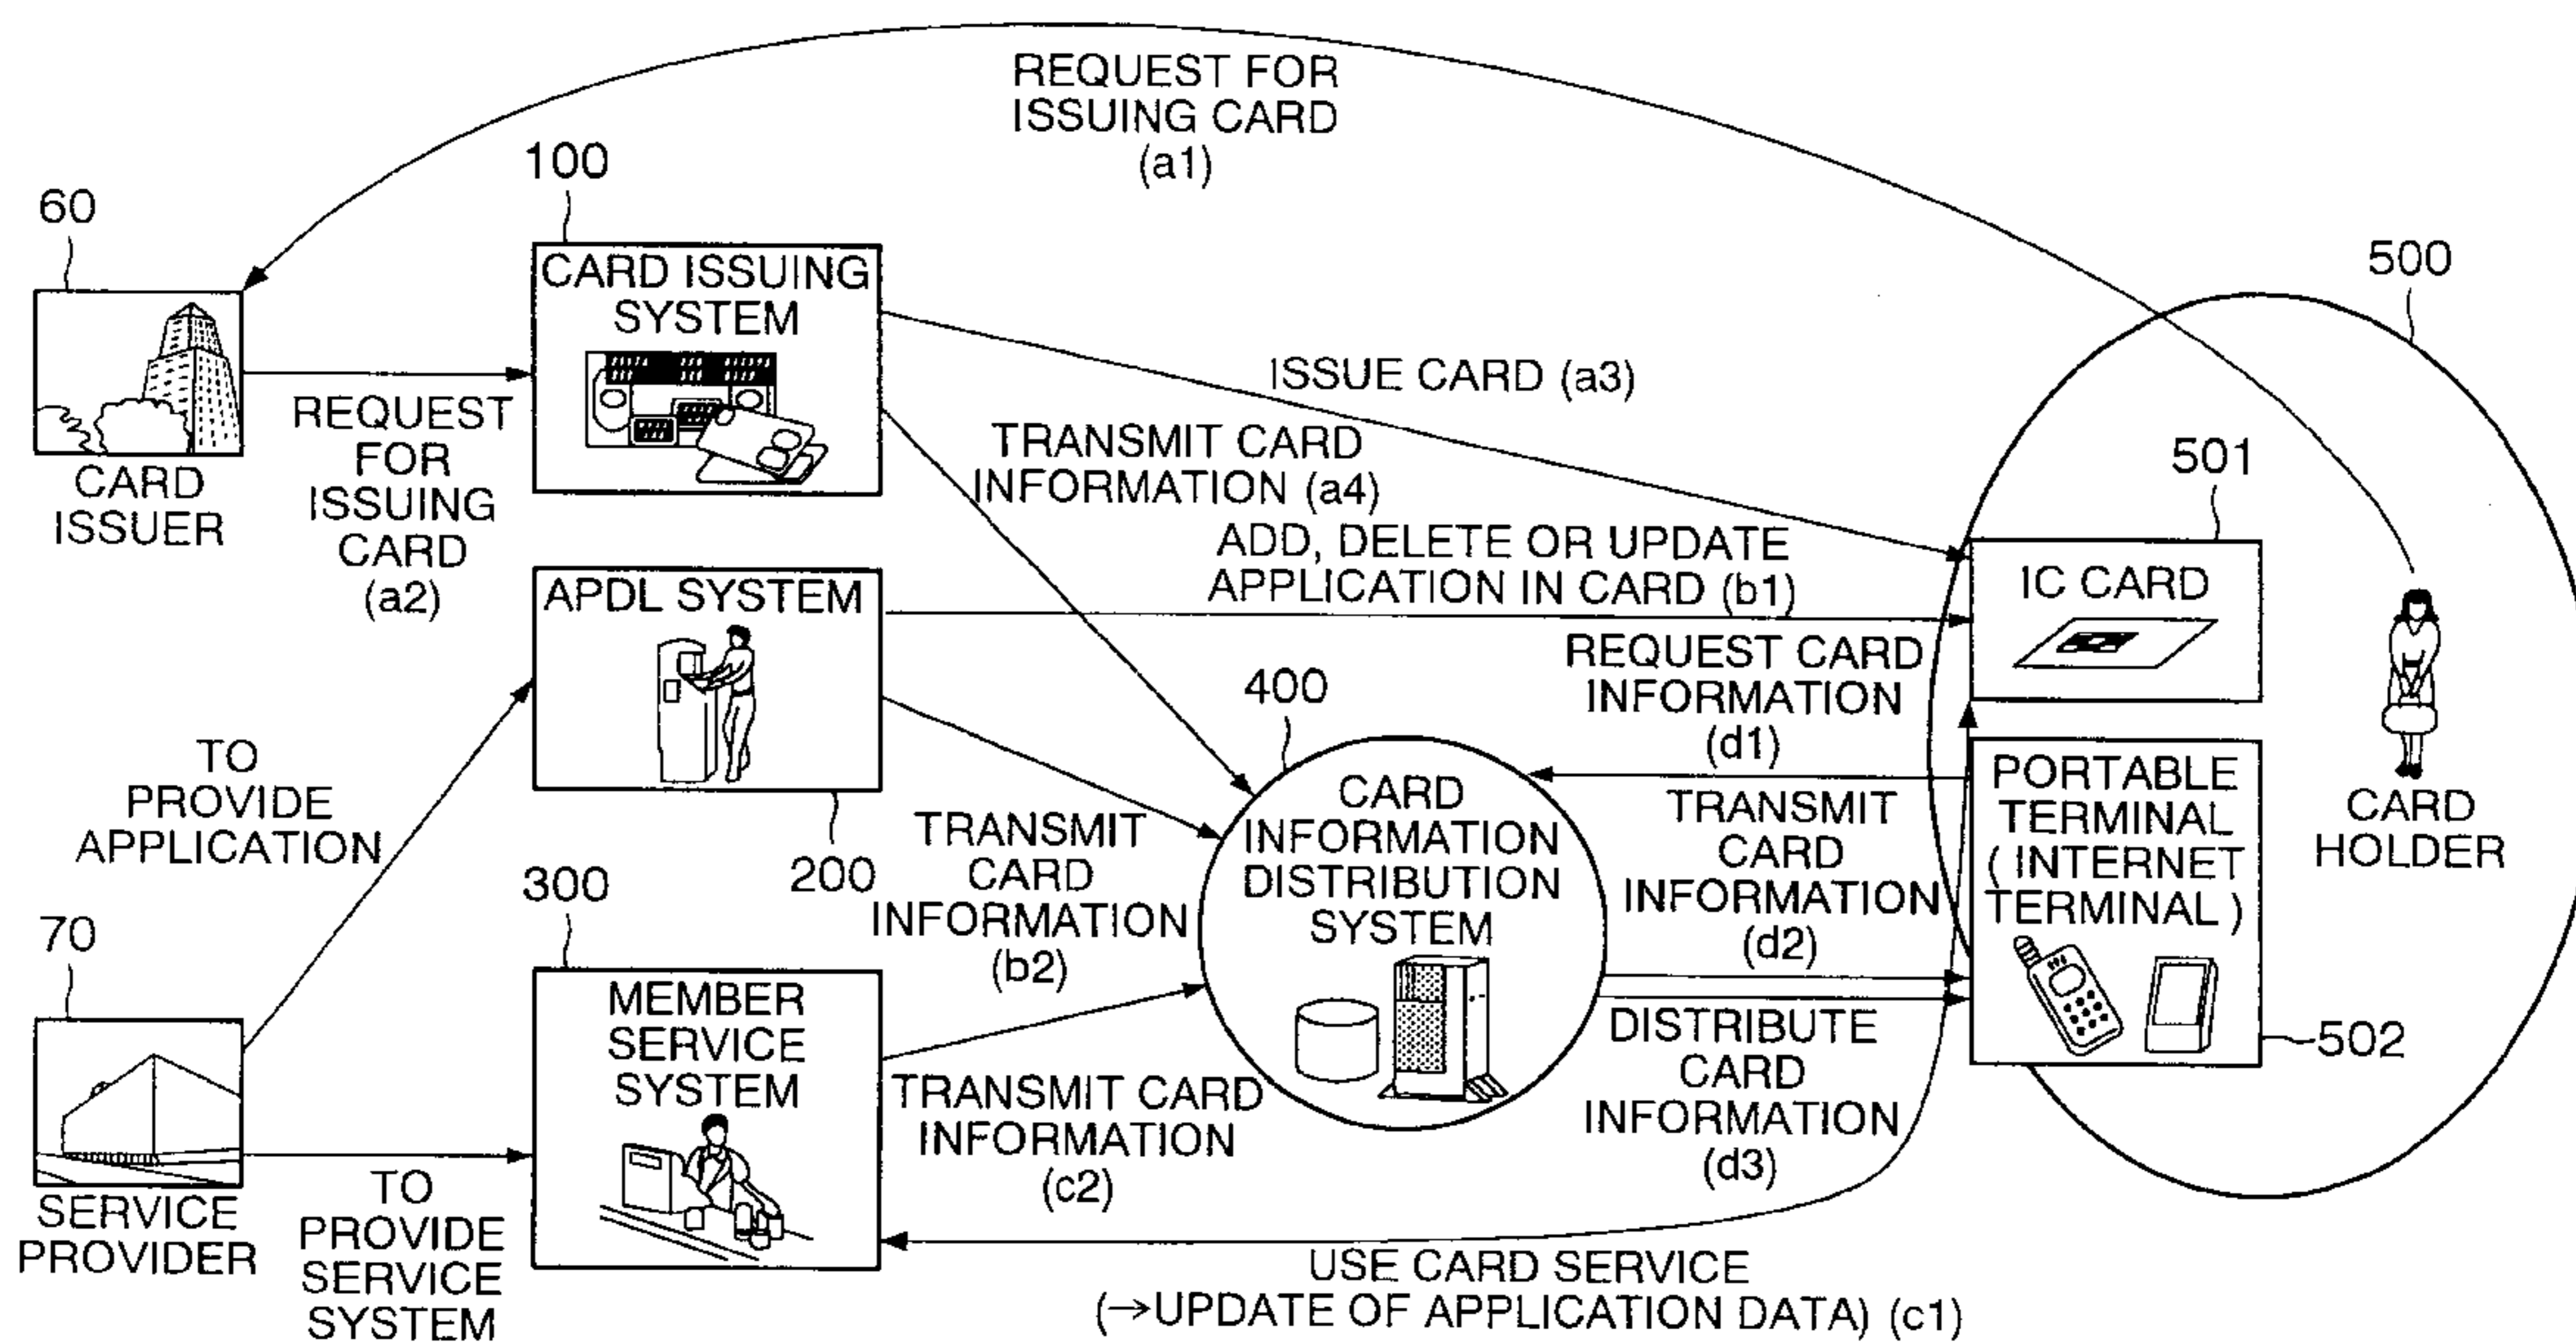 REQUEST FOR
ISSUING CARD
(a1)
100
60
500
CARD ISSUING
SYSTEM
ISSUE CARD (a3)
REQUEST
FOR
ISSUING
CARD
(a2)
TRANSMIT CARD
INFORMATION (a4)
CARD
ISSUER
501
ADD, DELETE OR UPDATE
APPLICATION IN CARD (b1)
IC CARD
APDL SYSTEM
REQUEST CARD
INFORMATION
(d1)
400
TO
PROVIDE
APPLICATION
CARD
INFORMATION
DISTRIBUTION
SYSTEM
TRANSMIT
CARD
INFORMATION
(d2)
PORTABLE
TERMINAL
( INTERNET
TERMINAL )
CARD
HOLDER
200
TRANSMIT
CARD
INFORMATION
(b2)
300
70
MEMBER
SERVICE
SYSTEM
DISTRIBUTE
CARD
INFORMATION
(d3)
502
TRANSMIT CARD
INFORMATION
(c2)
SERVICE
PROVIDER
TO
PROVIDE
SERVICE
SYSTEM
USE CARD SERVICE
(→UPDATE OF APPLICATION DATA) (c1)